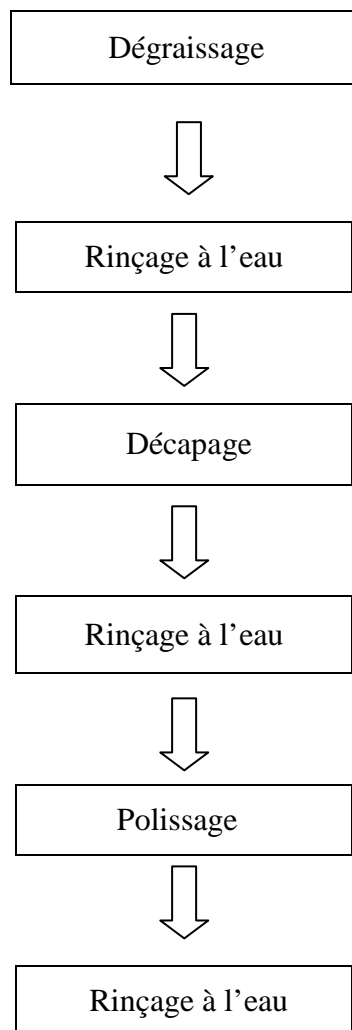 Dégraissage
Rinçage à l’eau
Décapage
Rinçage à l’eau
Polissage
Rinçage à l’eau